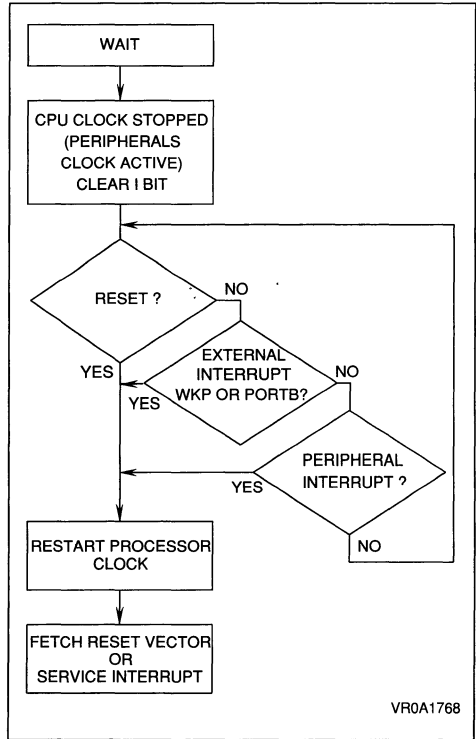 WAIT
CPU CLOCK STOPPED
(PERIPHERALS
CLOCK ACTIVE)
CLEAR I BIT
RESET ?
NO
YES
EXTERNAL
INTERRUPT
WKP OR PORTB?
NO
YES
PERIPHERAL
INTERRUPT ?
YES
NO
RESTART PROCESSOR
CLOCK
FETCH RESET VECTOR
OR
SERVICE INTERRUPT
VR0A1768